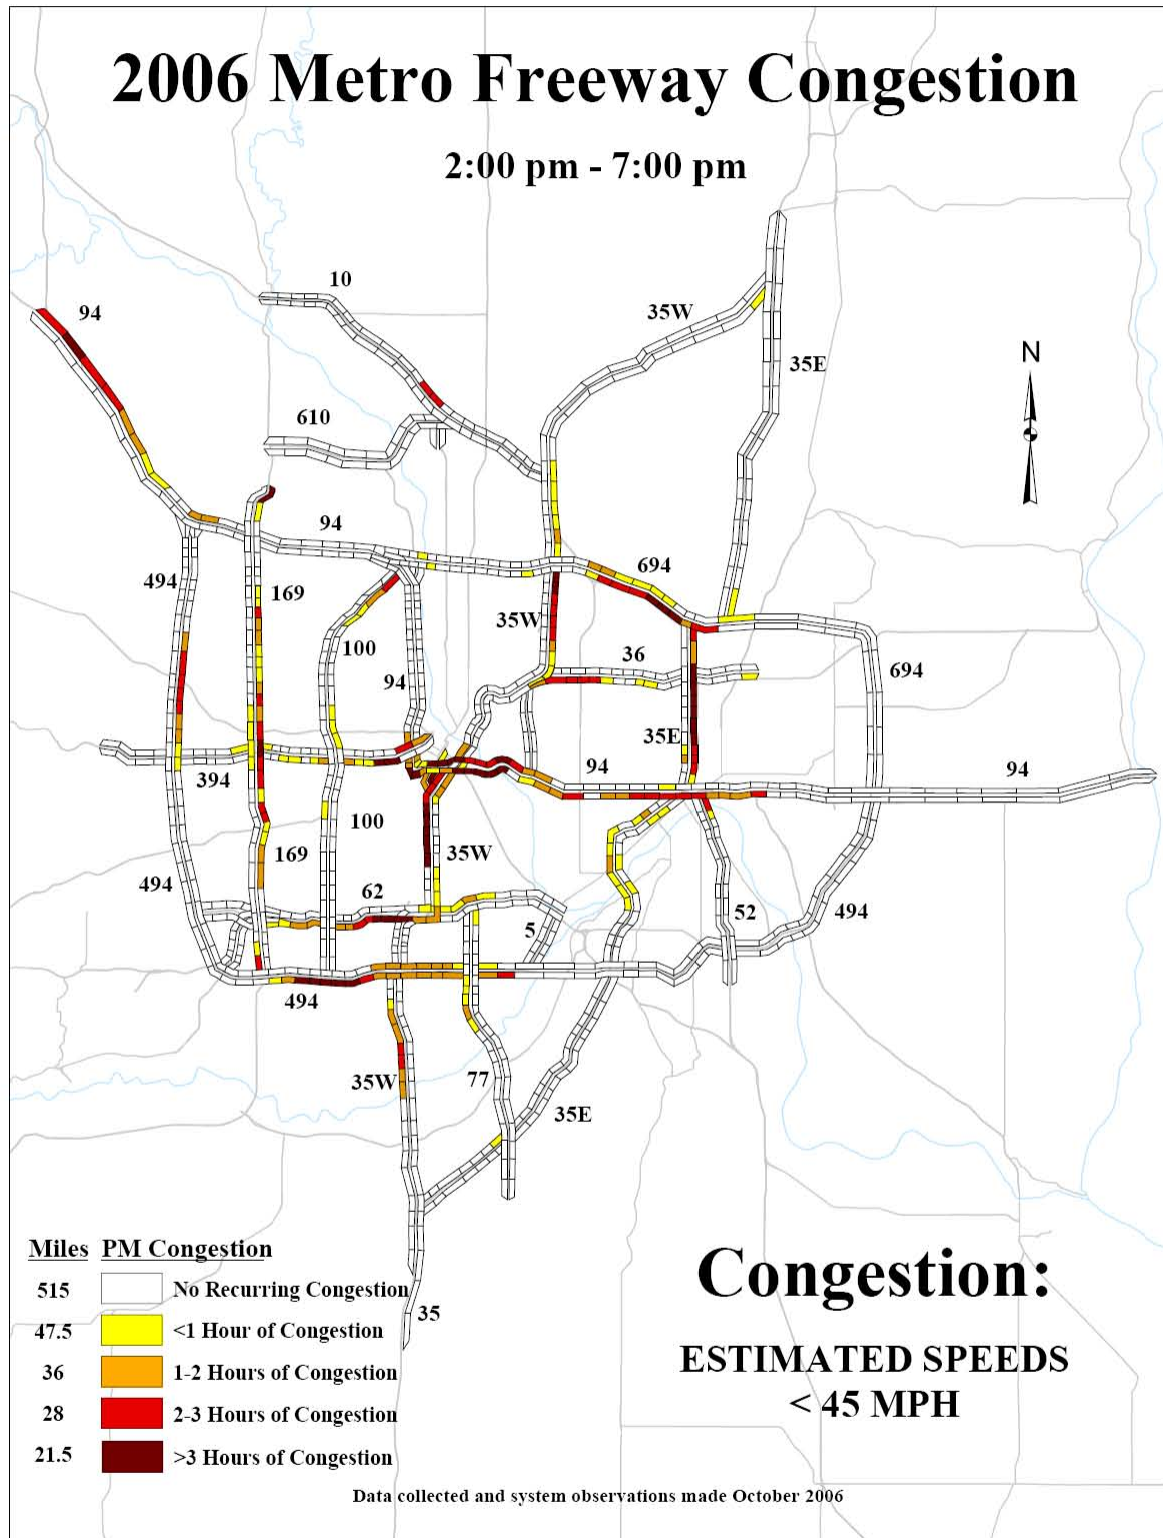 2006 Metro Freeway Congestion
2:00 pm - 7:00 pm
10
35W
94
N
35E
610
94
694
494
169
35W
100
36
94
694
35E
394
94
94
100
169
35W
494
62
52
494
5
494
35W
77
35E
Miles PM Congestion
515 No Recurring Congestion
47.5 <1 Hour of Congestion
36 1-2 Hours of Congestion
28 2-3 Hours of Congestion
21.5 >3 Hours of Congestion
35
Congestion:
ESTIMATED SPEEDS
< 45 MPH
Data collected and system observations made October 2006